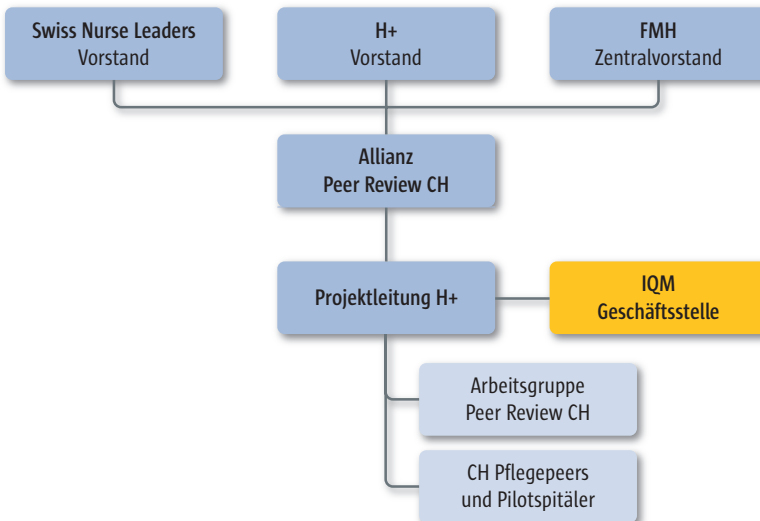 Swiss Nurse Leaders
Vorstand
H+
Vorstand
FMH
Zentralvorstand
Allianz
Peer Review CH
Projektleitung H+
IQM
Geschäftsstelle
Arbeitsgruppe
Peer Review CH
CH Pflegepeers
und Pilotspitäler